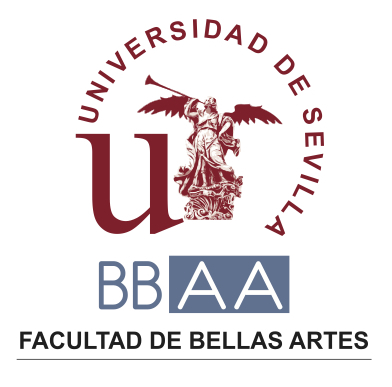 UNIVERSIDAD DE SEVILLA
u
BBAA
FACULTAD DE BELLAS ARTES